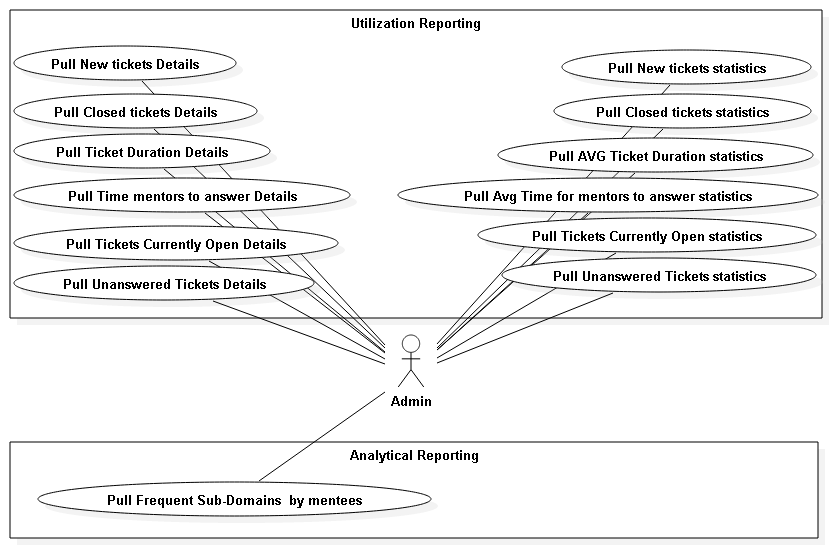 Utilization Reporting
Pull New tickets Details
Pull Closed tickets Details
Pull Ticket Duration Details
Pull Time mentors to answer Details
Pull Tickets Currently Open Details
Pull Unanswered Tickets Details
Pull New tickets statistics
Pull Closed tickets statistics
Pull AVG Ticket Duration statistics
Pull Avg Time for mentors to answer statistics
Pull Tickets Currently Open statistics
Pull Unanswered Tickets statistics
Admin
Analytical Reporting
Pull Frequent Sub-Domains  by mentees